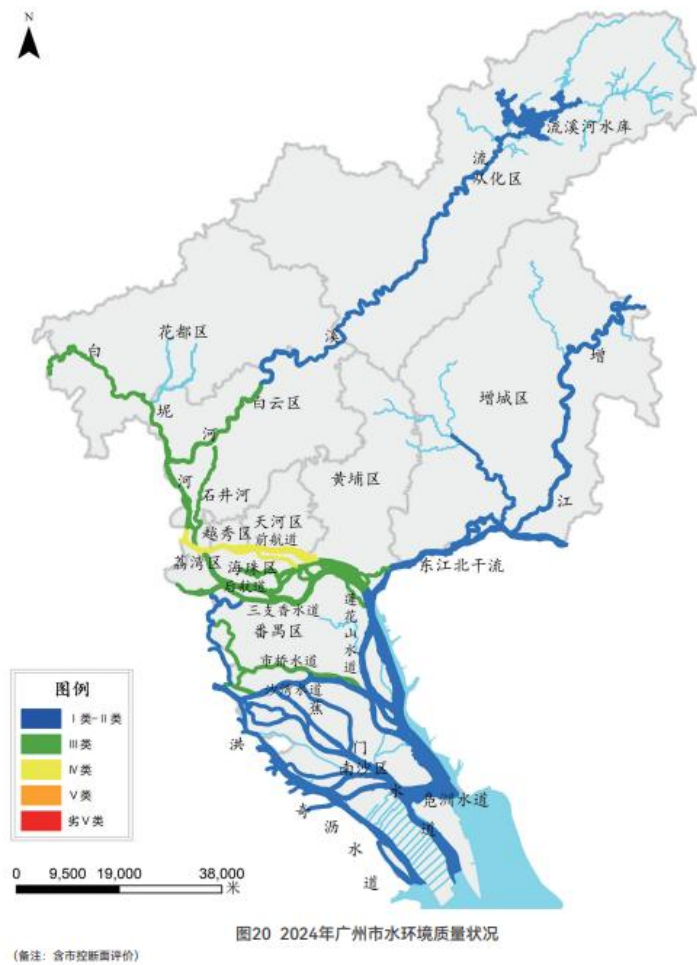 N
流溪河水库
流
从化区
花都区
溪
白
增
白云区
坭
增城区
河
黄埔区
河
石井河
江
天河区
越秀区
前航道
荔湾区
海珠区
东江北干流
后航道
三支香水道
莲花山水道
番禺区
市桥水道
沙湾水道
蕉
洪
门
南沙区
水
凫洲水道
道
奇
沥
水
道
图例
Ⅰ类-Ⅱ类
Ⅲ类
Ⅳ类
Ⅴ类
劣Ⅴ类
0 9,500 19,000 38,000
米
图20 2024年广州市水环境质量状况
(备注：含市控断面评价)